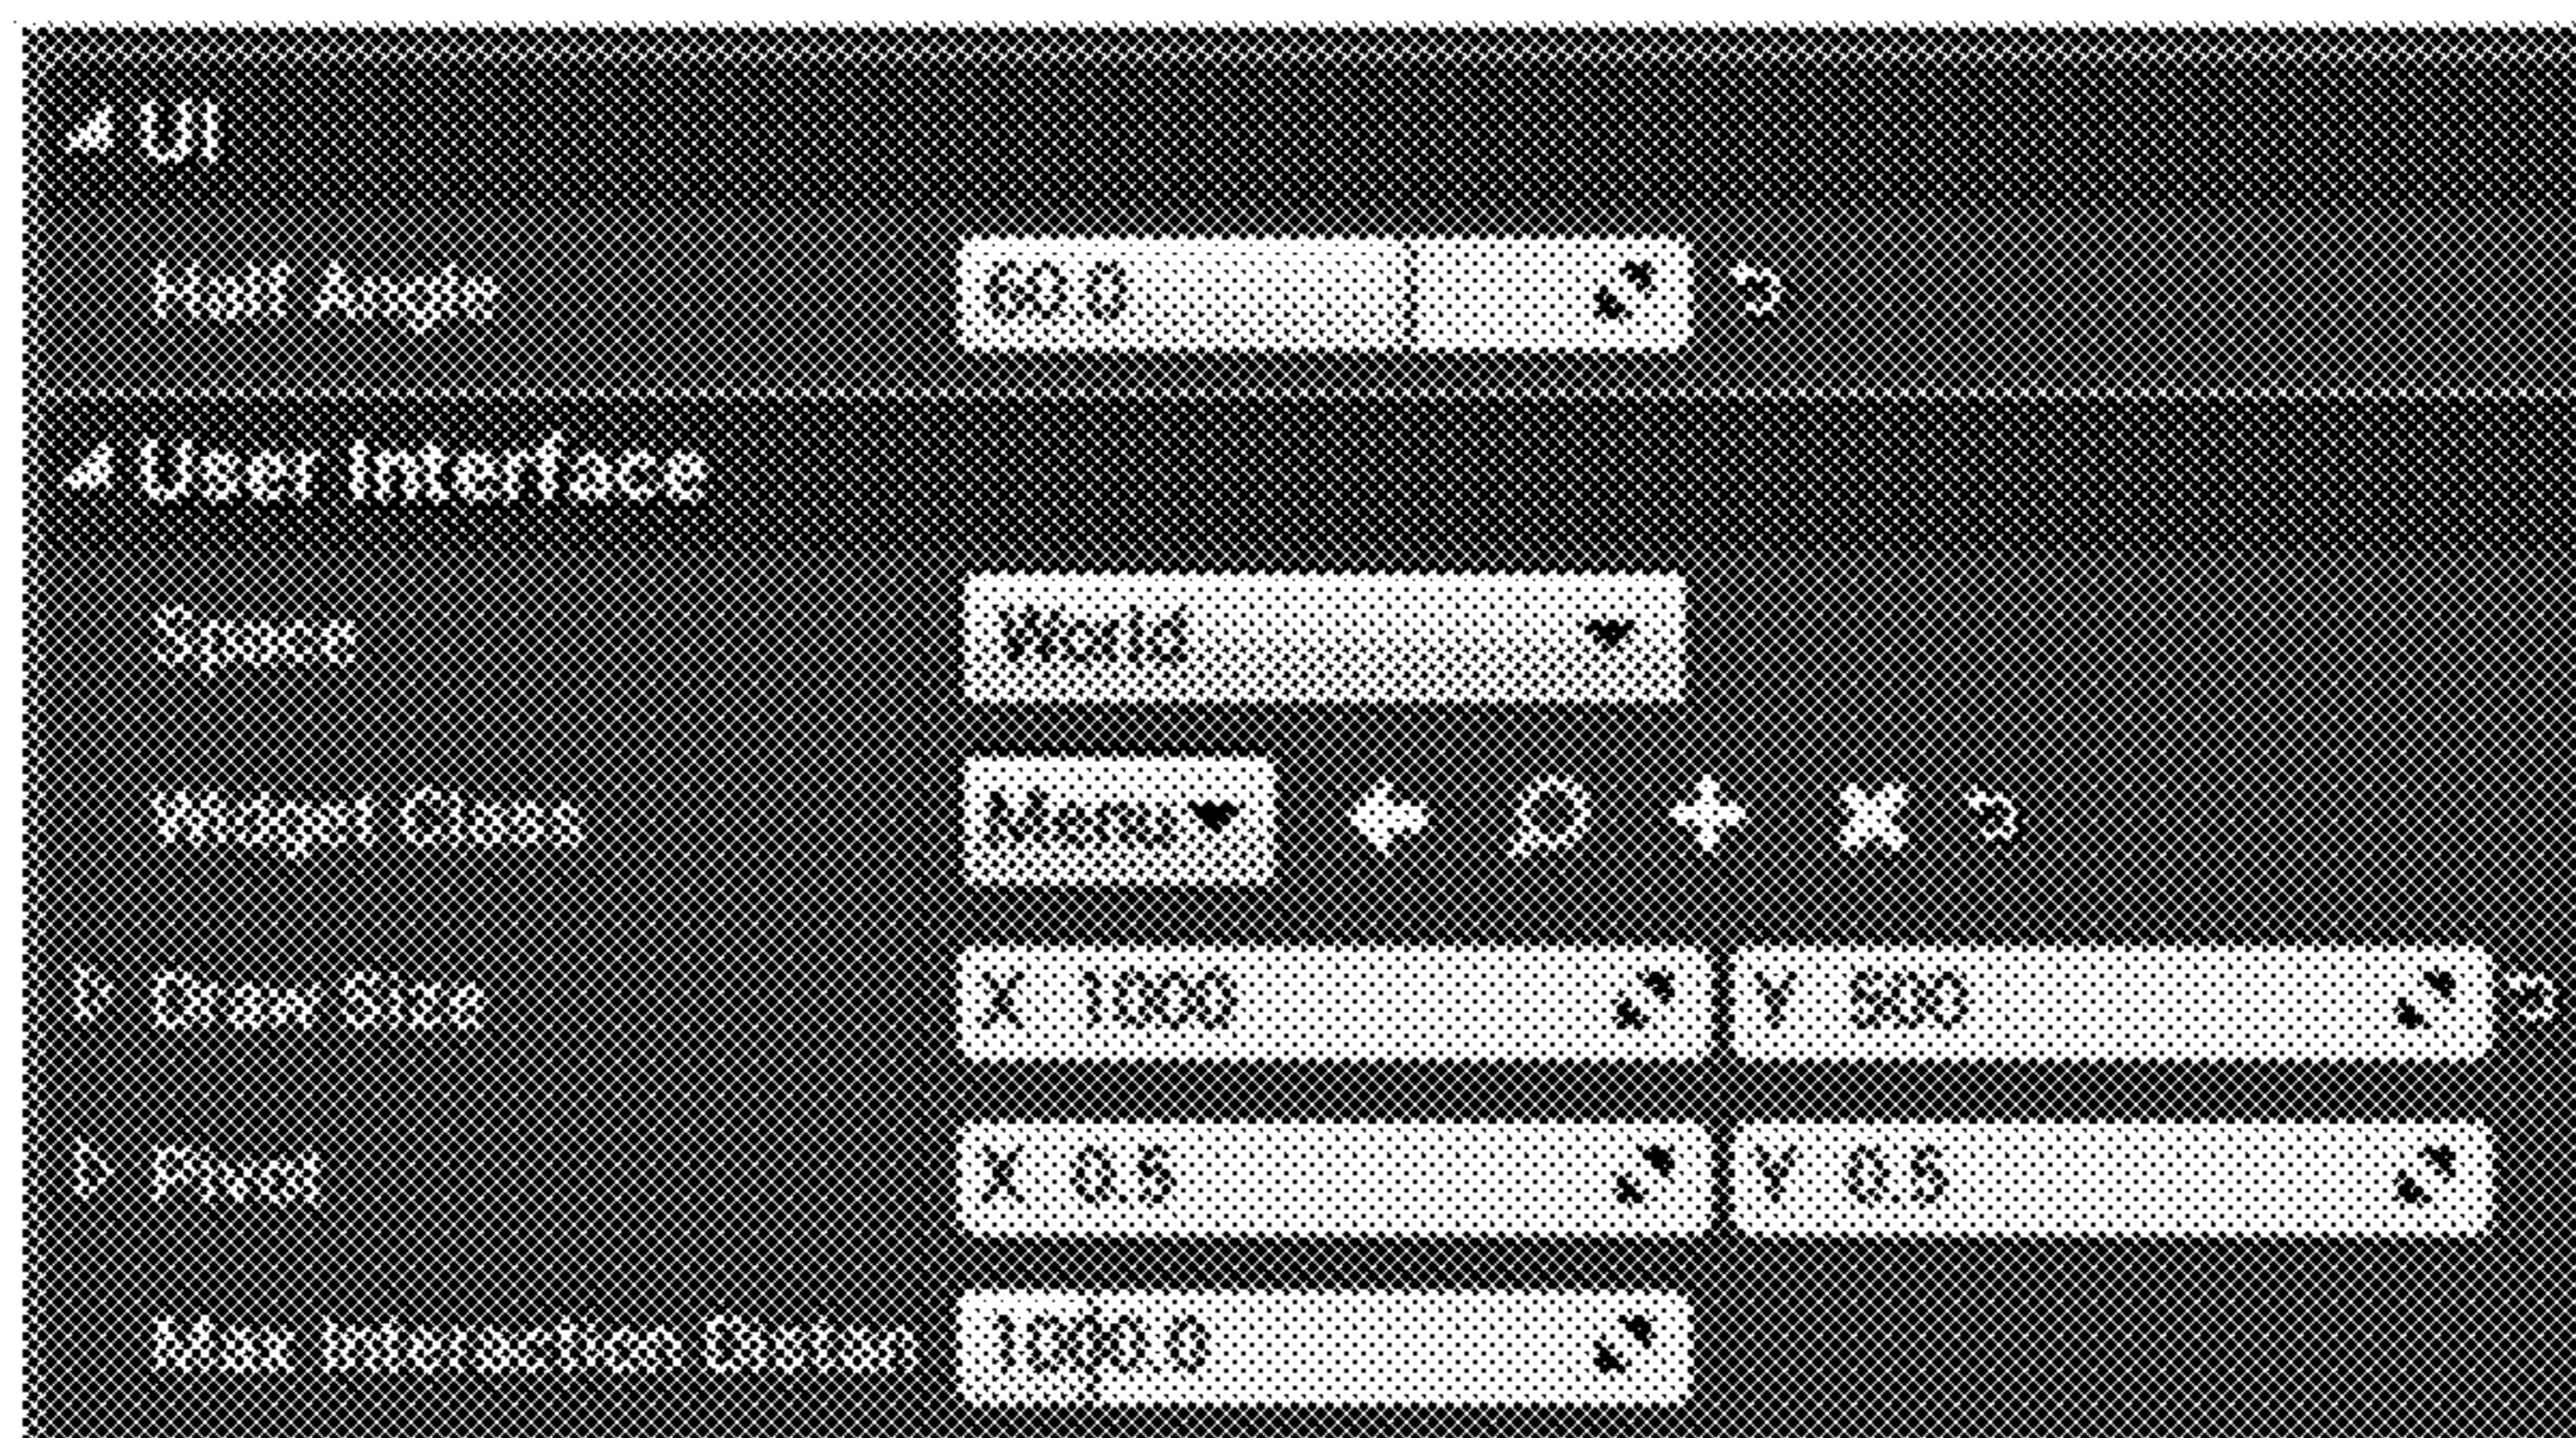 UI
Half Angle 60.0
User Interface
Space World
Widget Class Menu
Draw Size X 1000 Y 500
Pivot X 0.5 Y 0.5
Max Interaction Distan 1000.0